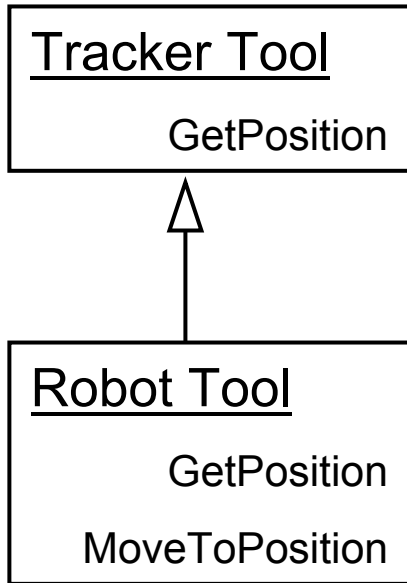 Tracker Tool
GetPosition
Robot Tool
GetPosition
MoveToPosition